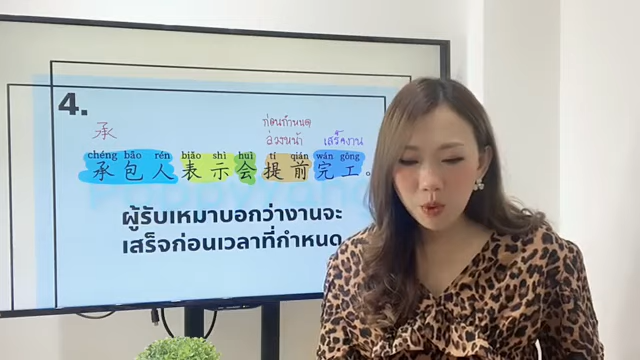 4.
承
ก่อนกำหนด
ล่วงหน้า เสร็จงาน
chéng bāo rén biǎo shì huì tí qián wán gōng
承包人表示会提前完工。
ผู้รับเหมาบอกว่างานจะ
เสร็จก่อนเวลาที่กำหนด